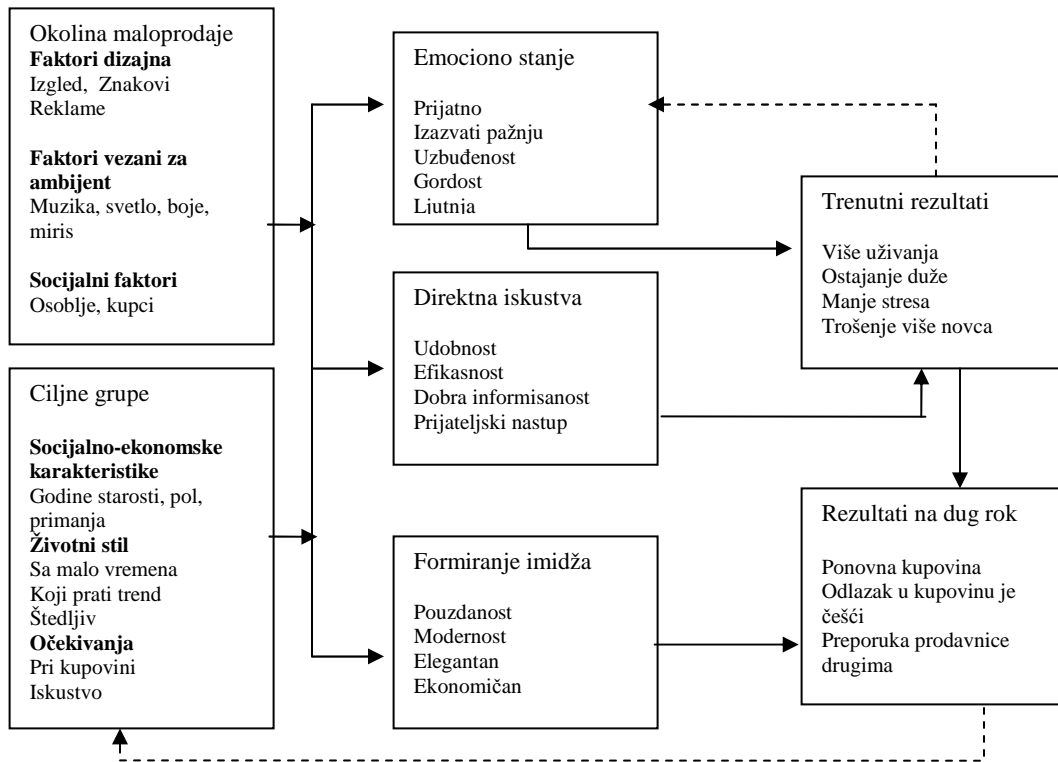 Okolina maloprodaje
Faktori dizajna
Izgled, Znakovi
Reklame
Faktori vezani za
ambijent
Muzika, svetlo, boje,
miris
Socijalni faktori
Osoblje, kupci
Ciljne grupe
Socijalno-ekonomske
karakteristike
Godine starosti, pol,
primanja
Životni stil
Sa malo vremena
Koji prati trend
Štedljiv
Očekivanja
Pri kupovini
Iskustvo
Emociono stanje
Prijatno
Izazvati pažnju
Uzbuđenost
Gordost
Ljutnja
Direktna iskustva
Udobnost
Efikasnost
Dobra informisanost
Prijateljski nastup
Formiranje imidža
Pouzdanost
Modernost
Elegantan
Ekonomičan
Trenutni rezultati
Više uživanja
Ostajanje duže
Manje stresa
Trošenje više novca
Rezultati na dug rok
Ponovna kupovina
Odlazak u kupovinu je
češći
Preporuka prodavnice
drugima